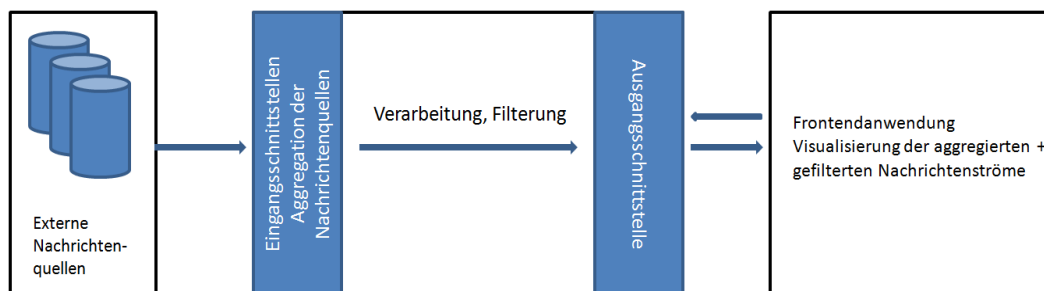 Externe
Nachrichten-
quellen
Eingangsschnittstellen
Aggregation der
Nachrichtenquellen
Verarbeitung, Filterung
Ausgangsschnittstelle
Frontendanwendung
Visualisierung der aggregierten +
gefilterten Nachrichtenströme